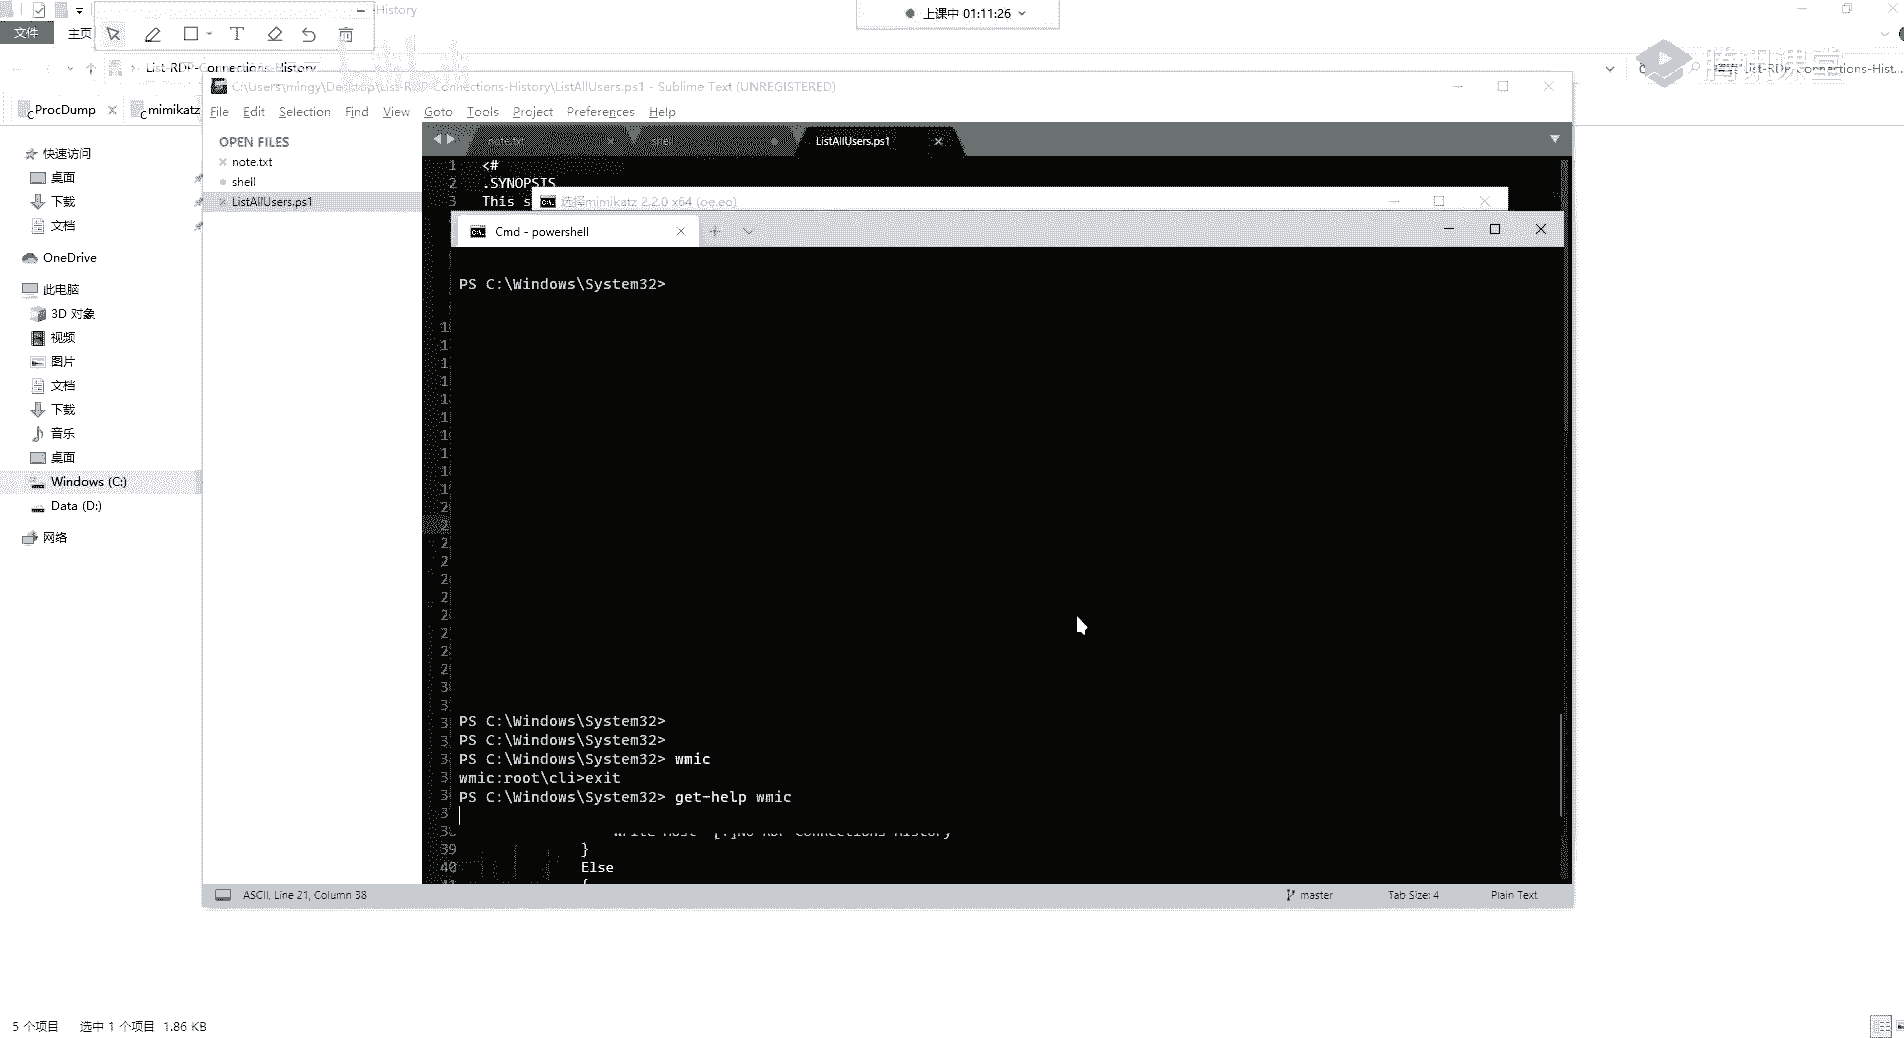 History
上课中 01:11:26
文件
主页
List-RDP-Connections-History
腾讯课堂
ProcDump
mimikatz
C:\Users\mingy\Desktop\List-RDP-Connections-History\ListAllUsers.ps1 - Sublime Text (UNREGISTERED)
File Edit Selection Find View Goto Tools Project Preferences Help
OPEN FILES
note.txt
shell
ListAllUsers.ps1
note.txt
shell
ListAllUsers.ps1
快速访问
桌面
下载
文档
OneDrive
此电脑
3D 对象
视频
图片
文档
下载
音乐
桌面
Windows (C:)
Data (D:)
网络
1 <#
2 .SYNOPSIS
3 This s
选择mimikatz 2.2.0 x64 (oe.eo)
Cmd - powershell
PS C:\Windows\System32>
PS C:\Windows\System32>
PS C:\Windows\System32>
PS C:\Windows\System32> wmic
wmic:root\cli>exit
PS C:\Windows\System32> get-help wmic
39 }
40 Else
ASCII, Line 21, Column 38
master
Tab Size: 4
Plain Text
5 个项目
选中 1 个项目 1.86 KB